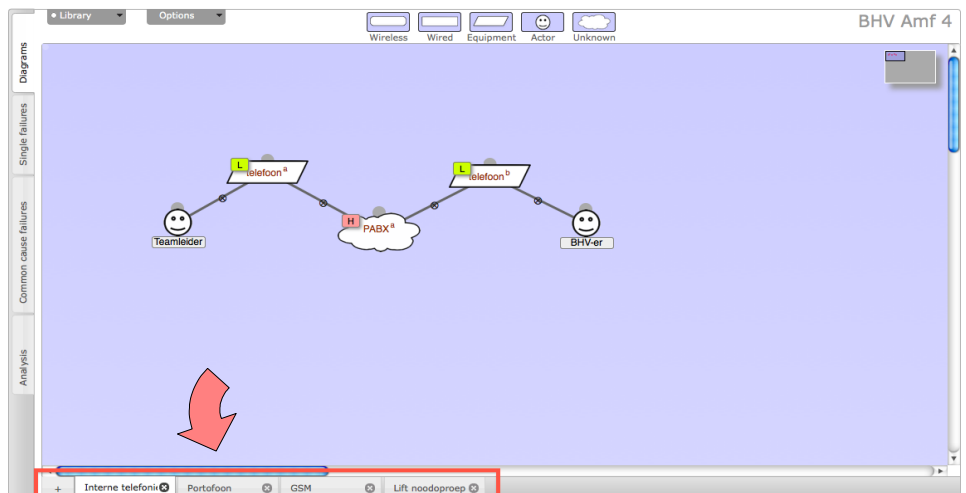 • Library
Options
Wireless
Wired
Equipment
Actor
Unknown
BHV Amf 4
Diagrams
Single failures
Common cause failures
Analysis
L
telefoon a
L
telefoon b
H
PABX a
Teamleider
BHV-er
+
Interne telefonie
Portofoon
GSM
Lift noodoproep